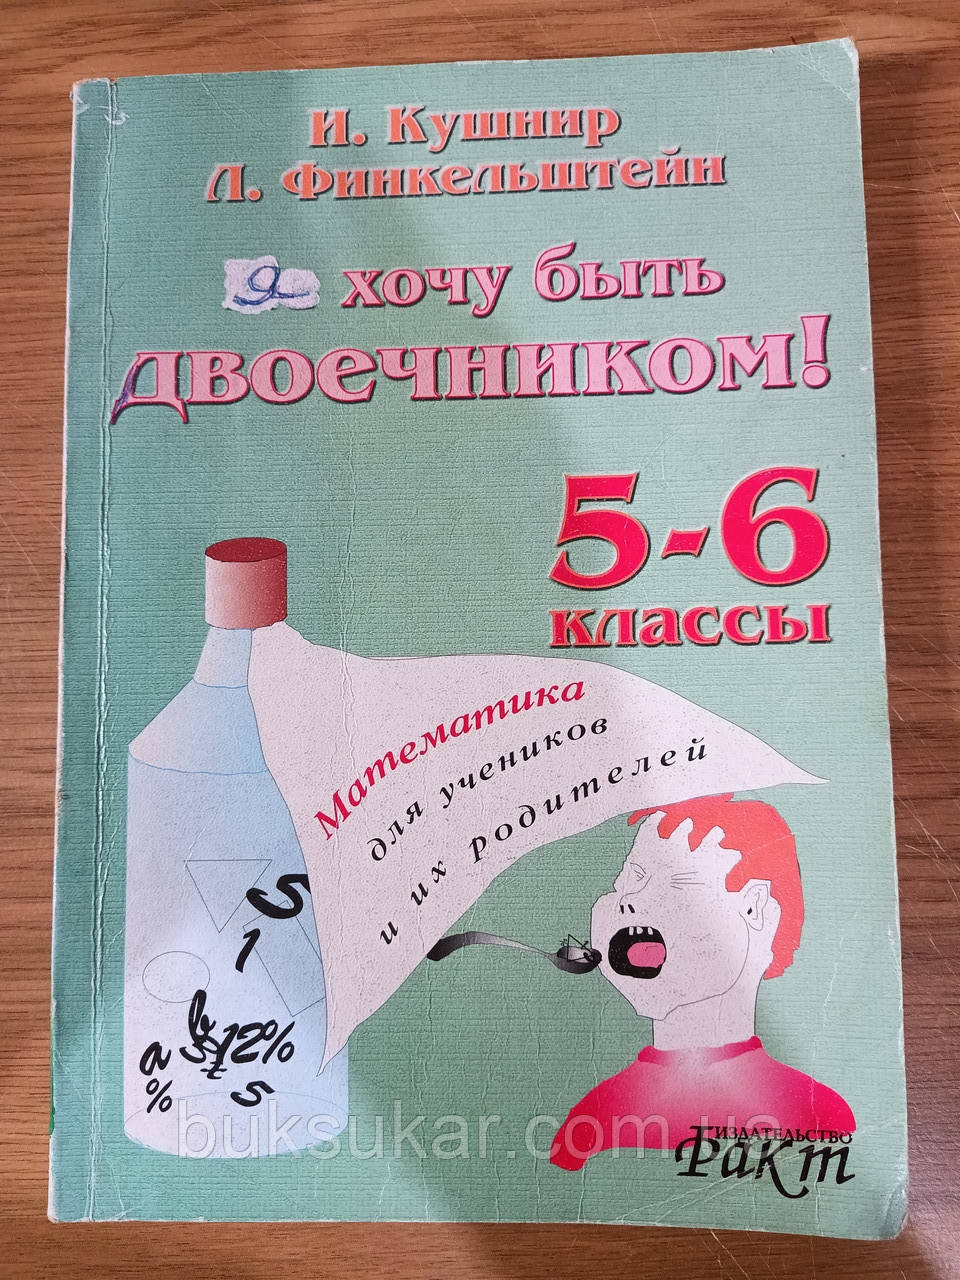 И. Кушнир
Л. Финкельштейн
Я хочу быть
двоечником!
5-6
классы
Математика
для учеников
и их родителей
5
1
a
%
12%
s
buksukar.com.ua
ИЗДАТЕЛЬСТВО
Факт